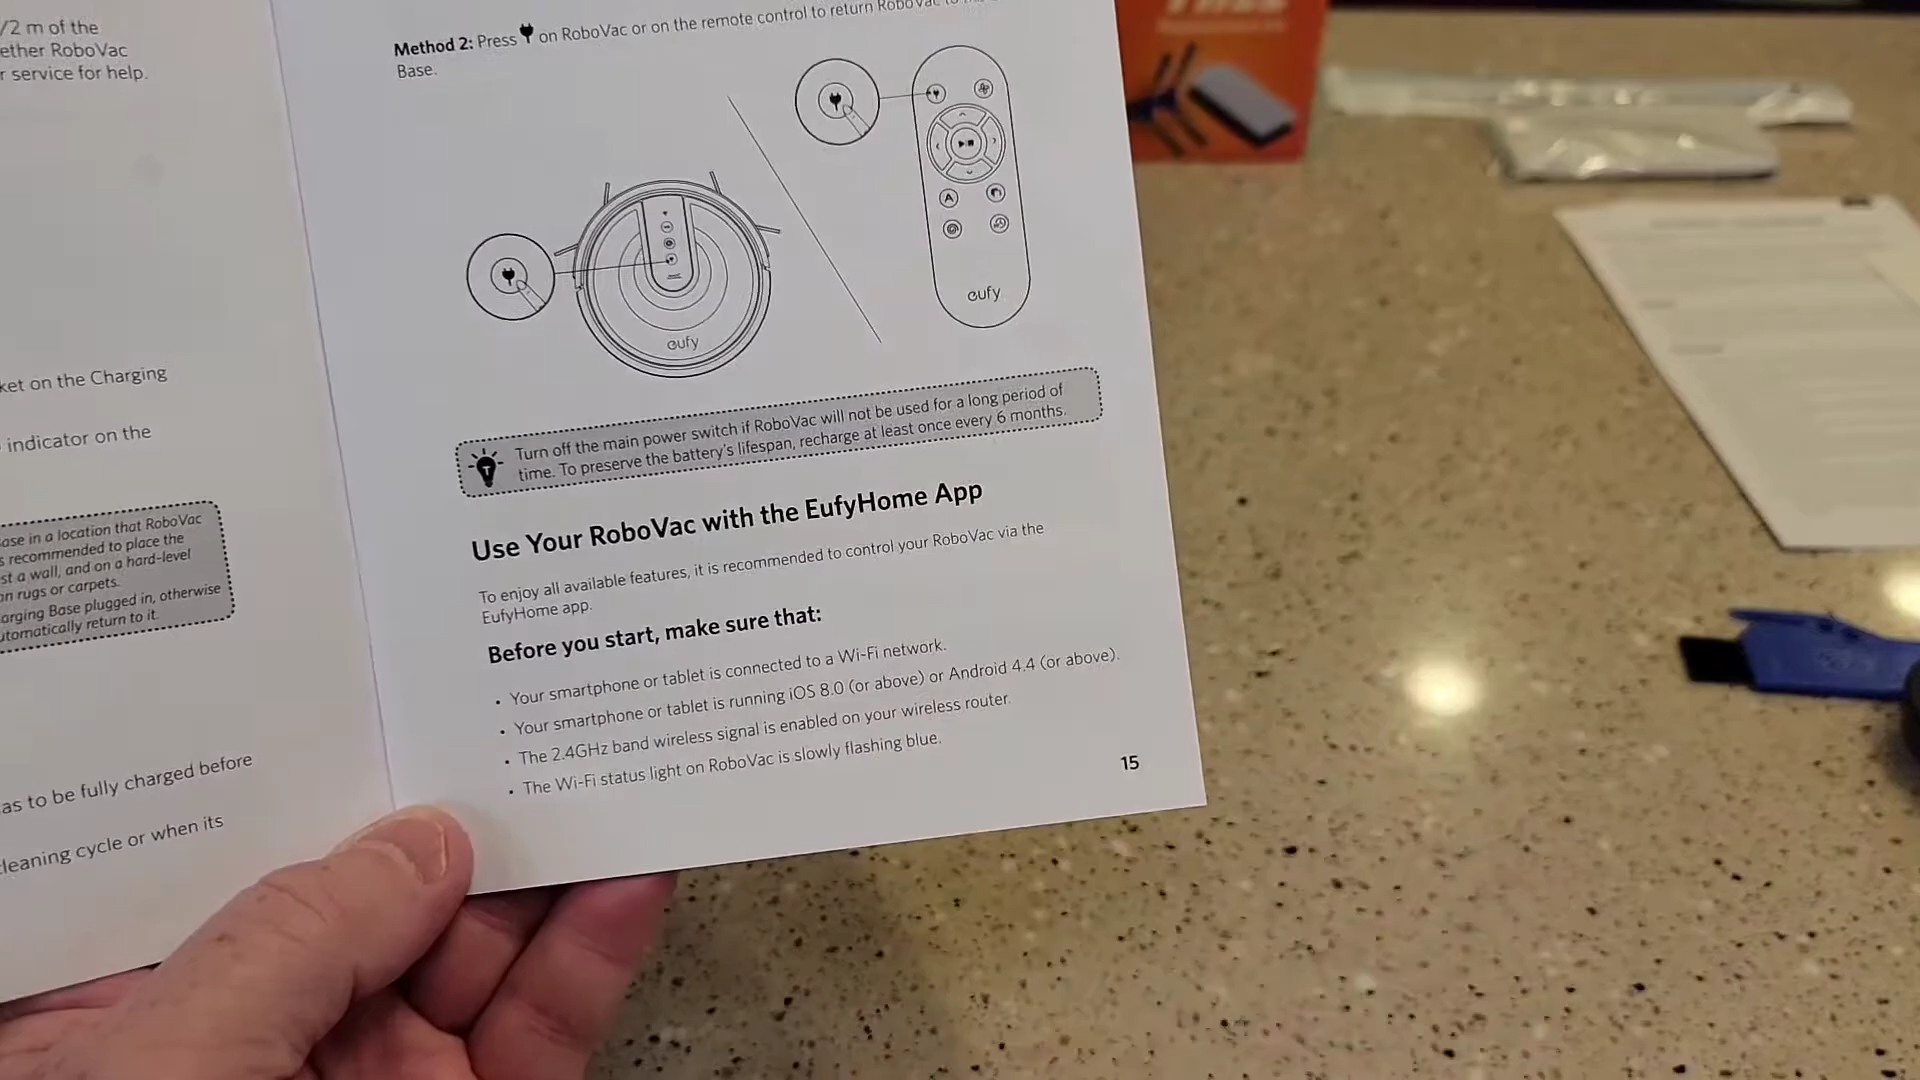 /2 m of the
ether RoboVac
r service for help.
ket on the Charging
indicator on the
ase in a location that RoboVac
s recommended to place the
st a wall, and on a hard-level
on rugs or carpets.
arging Base plugged in, otherwise
utomatically return to it.
as to be fully charged before
cleaning cycle or when its
Method 2: Press on RoboVac or on the remote control to return RoboVac to
Base.
A
eufy
eufy
Turn off the main power switch if RoboVac will not be used for a long period of
time. To preserve the battery's lifespan, recharge at least once every 6 months.
Use Your RoboVac with the EufyHome App
To enjoy all available features, it is recommended to control your RoboVac via the
EufyHome app.
Before you start, make sure that:
• Your smartphone or tablet is connected to a Wi-Fi network.
• Your smartphone or tablet is running iOS 8.0 (or above) or Android 4.4 (or above).
• The 2.4GHz band wireless signal is enabled on your wireless router.
• The Wi-Fi status light on RoboVac is slowly flashing blue.
15